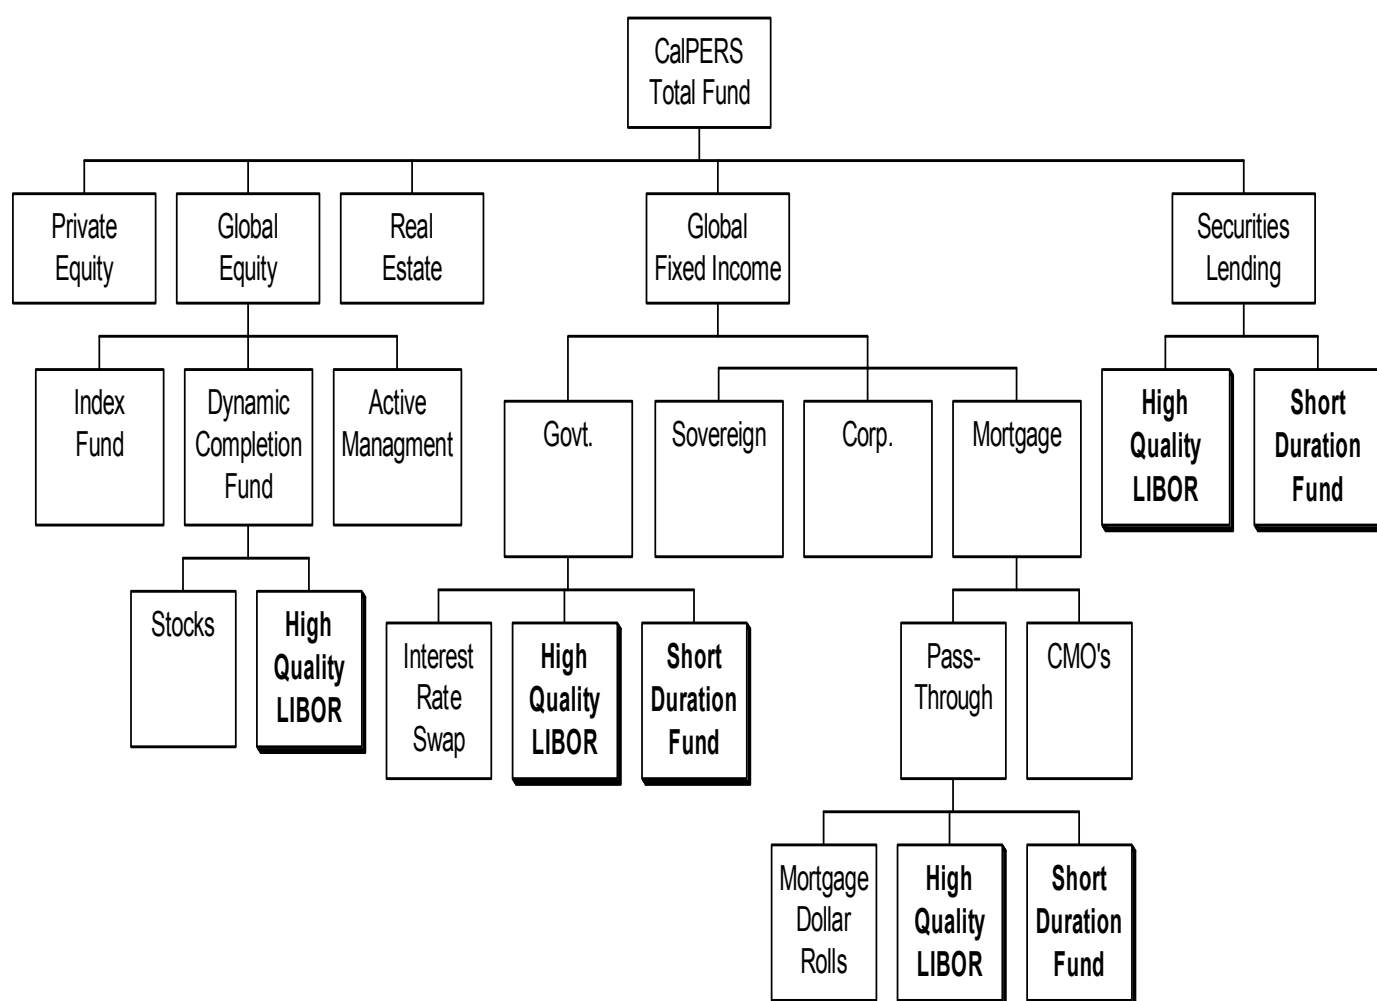 CalPERS
Total Fund
Private
Equity
Global
Equity
Real
Estate
Global
Fixed Income
Securities
Lending
Index
Fund
Dynamic
Completion
Fund
Active
Managment
Govt.
Sovereign
Corp.
Mortgage
High
Quality
LIBOR
Short
Duration
Fund
Stocks
High
Quality
LIBOR
Interest
Rate
Swap
High
Quality
LIBOR
Short
Duration
Fund
Pass-
Through
CMO's
Mortgage
Dollar
Rolls
High
Quality
LIBOR
Short
Duration
Fund